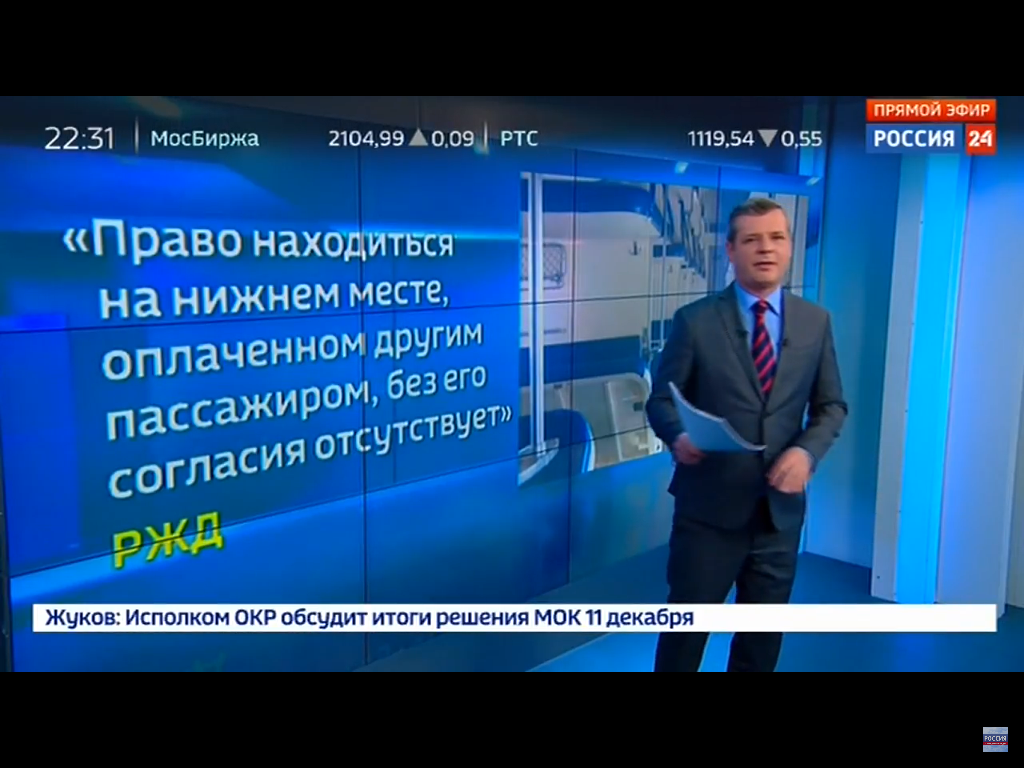 ПРЯМОЙ ЭФИР
22:31 МосБиржа 2104,99 ▲ 0,09 РТС 1119,54 ▼ 0,55 РОССИЯ 24
«Право находиться
на нижнем месте,
оплаченном другим
пассажиром, без его
согласия отсутствует»
РЖД
Жуков: Исполком ОКР обсудит итоги решения МОК 11 декабря
РОССИЯ